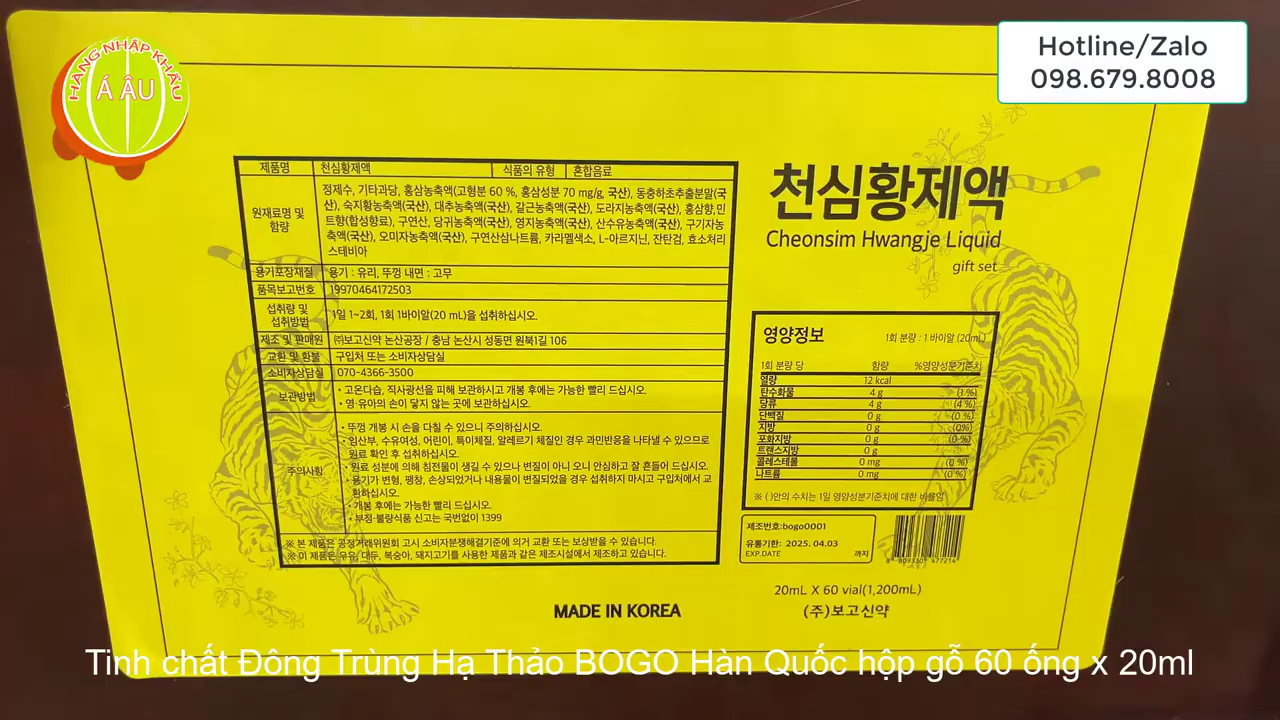 HÀNG NHẬP KHẨU
Á ÂU
Hotline/Zalo
098.679.8008
제품명 천심황제액 식품의 유형 혼합음료
원재료명 및 함량
정제수, 기타과당, 홍삼농축액(고형분 60 %, 홍삼성분 70 mg/g, 국산), 동충하초추출분말(국
산), 숙지황농축액(국산), 대추농축액(국산), 갈근농축액(국산), 도라지농축액(국산), 홍삼향, 민
트향(합성향료), 구연산, 당귀농축액(국산), 영지농축액(국산), 산수유농축액(국산), 구기자농
축액(국산), 오미자농축액(국산), 구연산삼나트륨, 카라멜색소, L-아르지닌, 잔탄검, 효소처리
스테비아
용기포장재질 용기 : 유리, 뚜껑 내면 : 고무
품목보고번호 19970464172503
섭취량 및 섭취방법 1일 1~2회, 1회 1바이알(20 mL)을 섭취하십시오.
제조 및 판매원 ㈜보고신약 논산공장 / 충남 논산시 성동면 원북1길 106
교환 및 환불 구입처 또는 소비자상담실
소비자상담실 070-4366-3500
보관방법
• 고온다습, 직사광선을 피해 보관하시고 개봉 후에는 가능한 빨리 드십시오.
• 영·유아의 손이 닿지 않는 곳에 보관하십시오.
주의사항
• 뚜껑 개봉 시 손을 다칠 수 있으니 주의하십시오.
• 임산부, 수유여성, 어린이, 특이체질, 알레르기 체질인 경우 과민반응을 나타낼 수 있으므로
원료 확인 후 섭취하십시오.
• 원료 성분에 의해 침전물이 생길 수 있으나 변질이 아니 오니 안심하고 잘 흔들어 드십시오.
• 용기가 변형, 팽창, 손상되었거나 내용물이 변질되었을 경우 섭취하지 마시고 구입처에서 교
환하십시오.
• 개봉 후에는 가능한 빨리 드십시오.
• 부정·불량식품 신고는 국번없이 1399
※ 본 제품은 공정거래위원회 고시 소비자분쟁해결기준에 의거 교환 또는 보상받을 수 있습니다.
※ 이 제품은 우유, 대두, 복숭아, 돼지고기를 사용한 제품과 같은 제조시설에서 제조하고 있습니다.
MADE IN KOREA
천심황제액
Cheonsim Hwangje Liquid
gift set
영양정보 1회 분량 : 1 바이알 (20mL)
1회 분량 당 함량 %영양성분기준치
열량 12 kcal
탄수화물 4 g (1 %)
당류 4 g (4 %)
단백질 0 g (0 %)
지방 0 g (0%)
포화지방 0 g (0 %)
트랜스지방 0 g
콜레스테롤 0 mg (0 %)
나트륨 0 mg (0 %)
※ ( )안의 수치는 1일 영양성분기준치에 대한 비율임
제조번호:bogo0001
유통기한: 2025. 04.03
EXP.DATE 까지
8 809330 477214
20mL X 60 vial(1,200mL)
(주)보고신약
Tinh chất Đông Trùng Hạ Thảo BOGO Hàn Quốc hộp gỗ 60 ống x 20ml